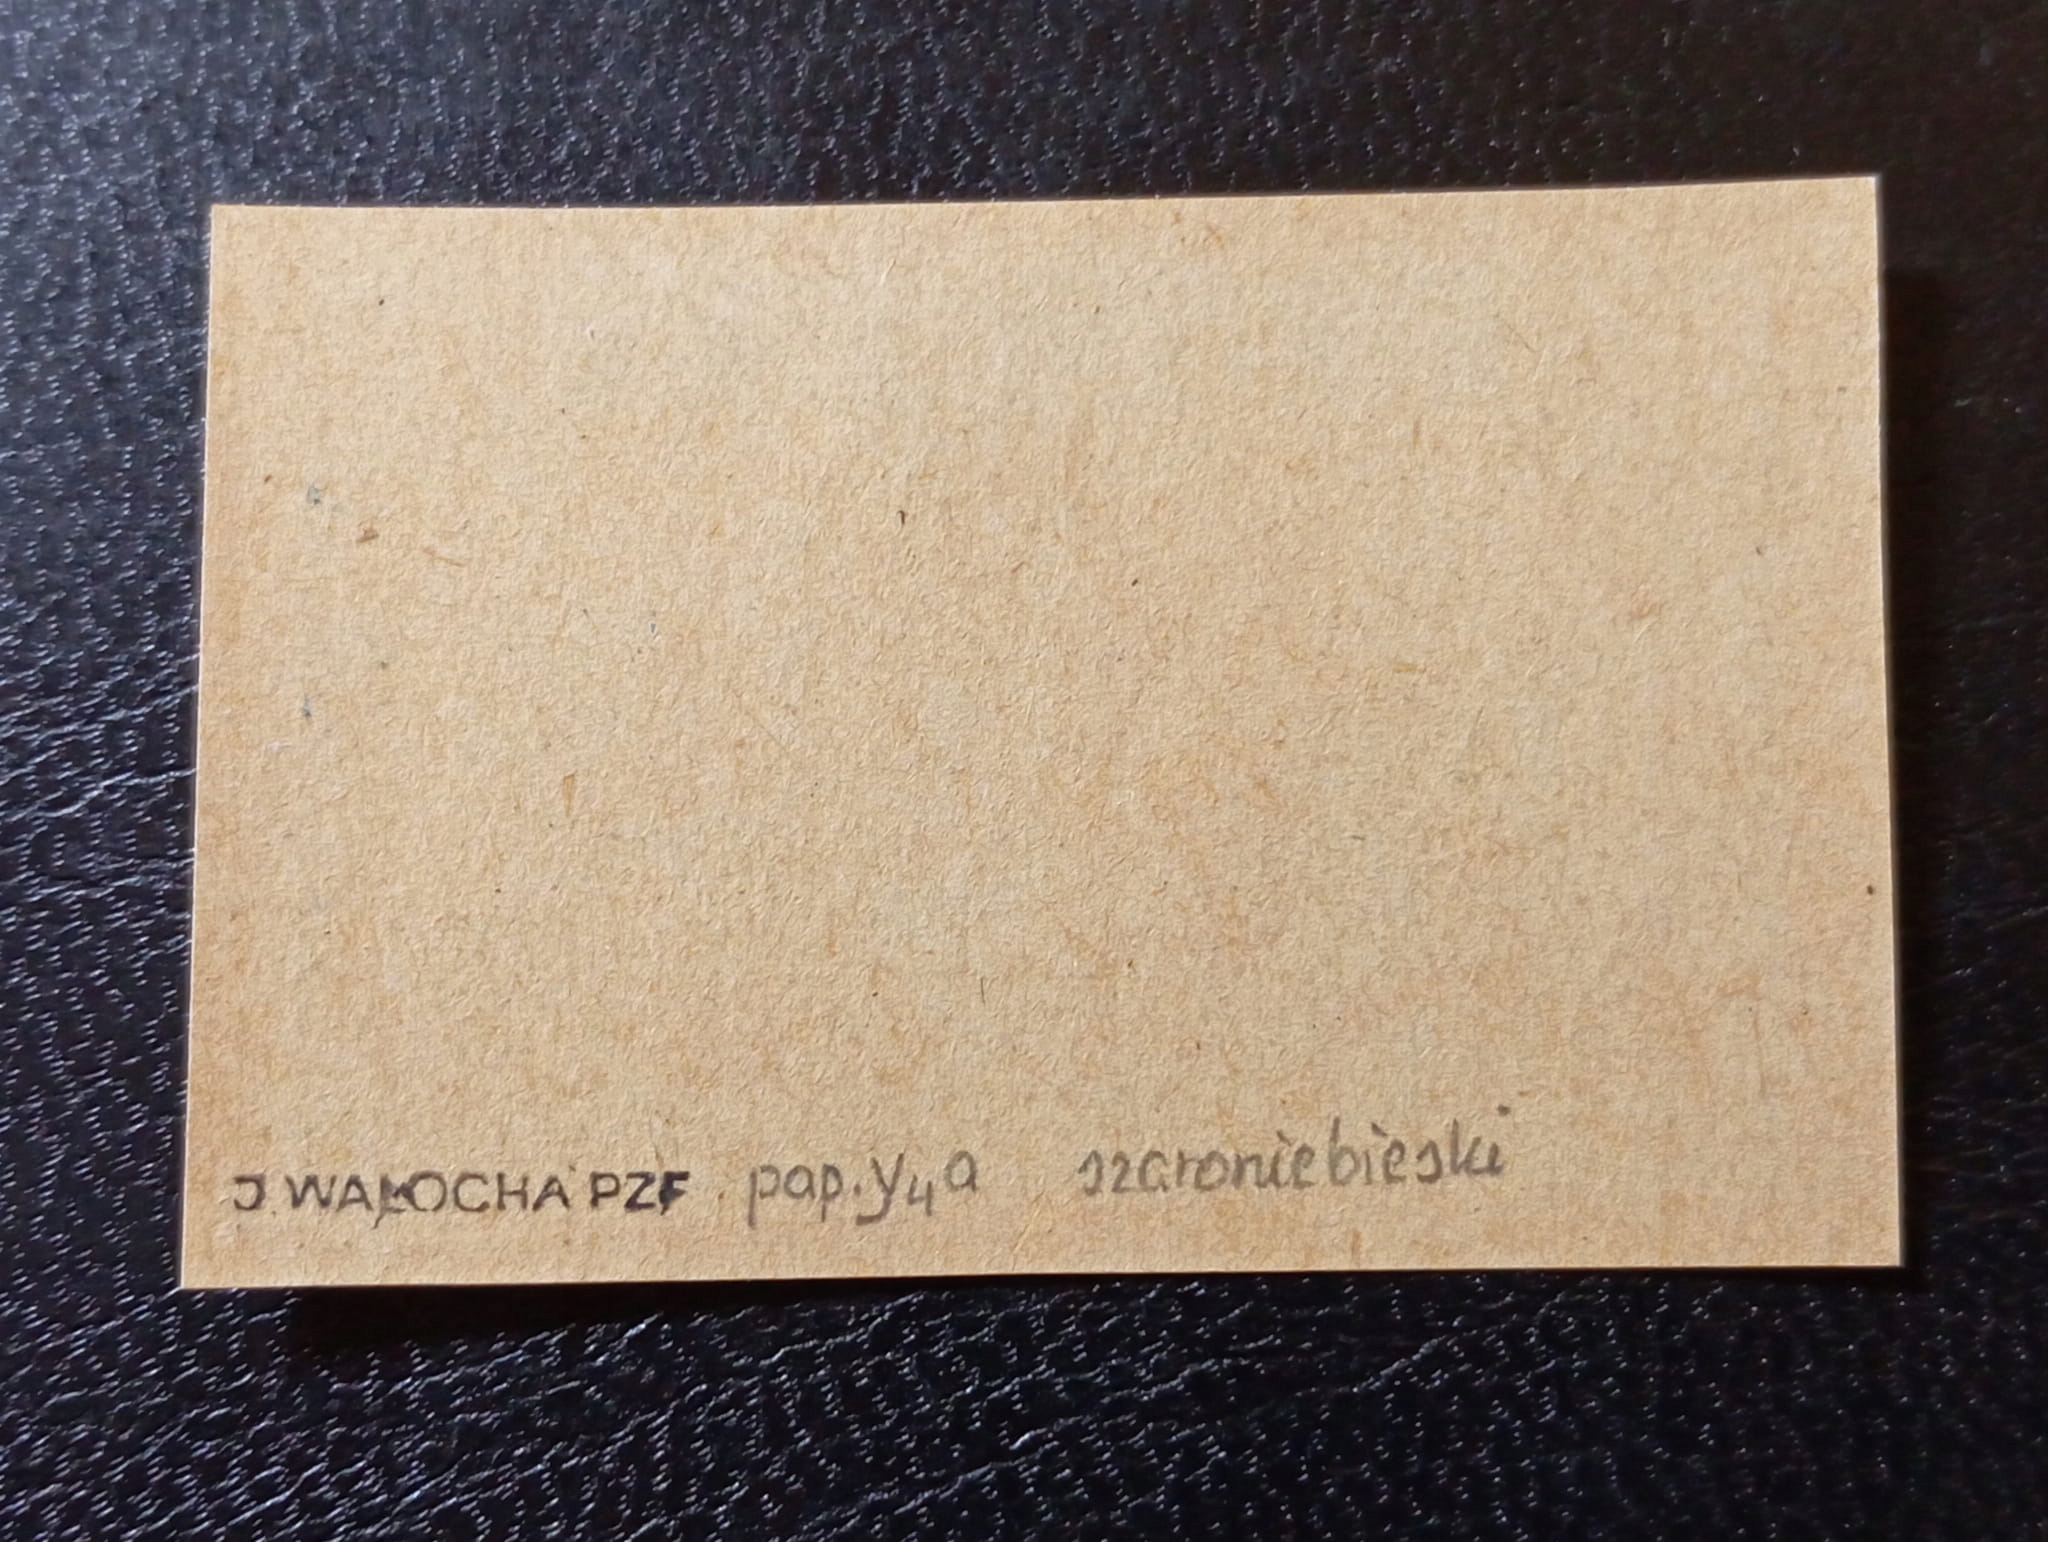 J. WAŁOCHA PZF pap. y4a szaroniebieski